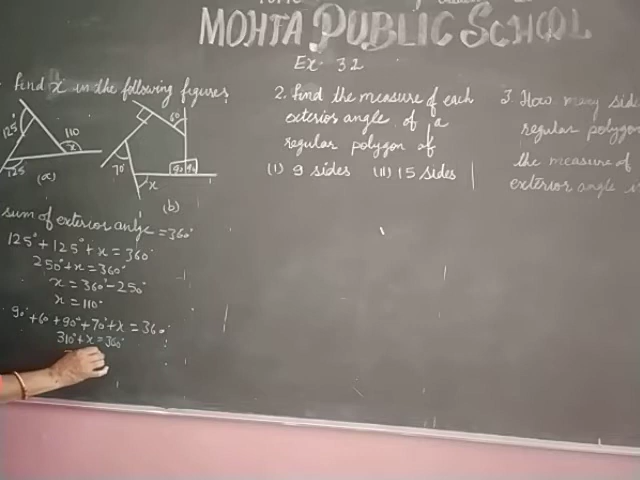 MOHTA PUBLIC SCHOOL
Ex 3.2
Find x in the following figures
125°
110
x
125
(a)
60
70°
90 90
x
(b)
sum of exterior angle = 360°
125° + 125° + x = 360°
250° + x = 360°
x = 360° - 250°
x = 110°
90° + 60 + 90° + 70° + x = 360
310° + x = 360°
2. Find the measure of each
exterior angle of a
regular polygon of
(i) 9 sides (ii) 15 sides
3. How many side
regular polygon
the measure of
exterior angle